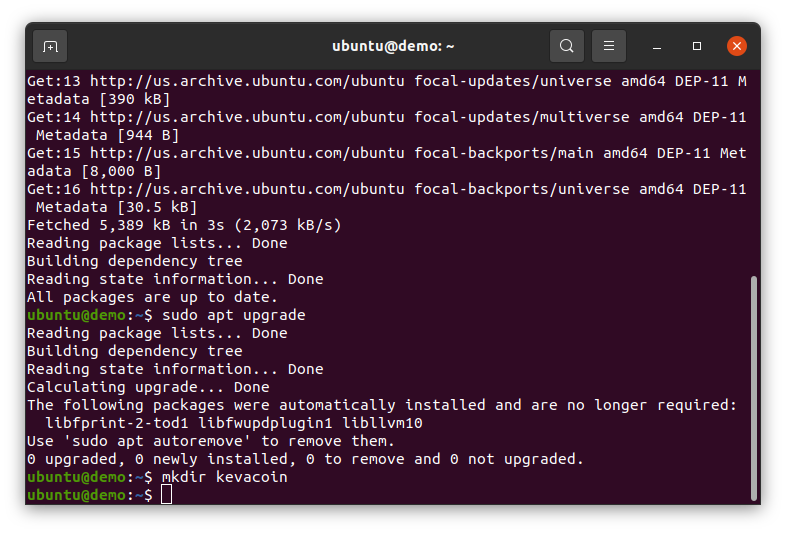 ubuntu@demo: ~
Get:13 http://us.archive.ubuntu.com/ubuntu focal-updates/universe amd64 DEP-11 M
etadata [390 kB]
Get:14 http://us.archive.ubuntu.com/ubuntu focal-updates/multiverse amd64 DEP-11
 Metadata [944 B]
Get:15 http://us.archive.ubuntu.com/ubuntu focal-backports/main amd64 DEP-11 Met
adata [8,000 B]
Get:16 http://us.archive.ubuntu.com/ubuntu focal-backports/universe amd64 DEP-11
 Metadata [30.5 kB]
Fetched 5,389 kB in 3s (2,073 kB/s)
Reading package lists... Done
Building dependency tree
Reading state information... Done
All packages are up to date.
ubuntu@demo:~$ sudo apt upgrade
Reading package lists... Done
Building dependency tree
Reading state information... Done
Calculating upgrade... Done
The following packages were automatically installed and are no longer required:
  libfprint-2-tod1 libfwupdplugin1 libllvm10
Use 'sudo apt autoremove' to remove them.
0 upgraded, 0 newly installed, 0 to remove and 0 not upgraded.
ubuntu@demo:~$ mkdir kevacoin
ubuntu@demo:~$